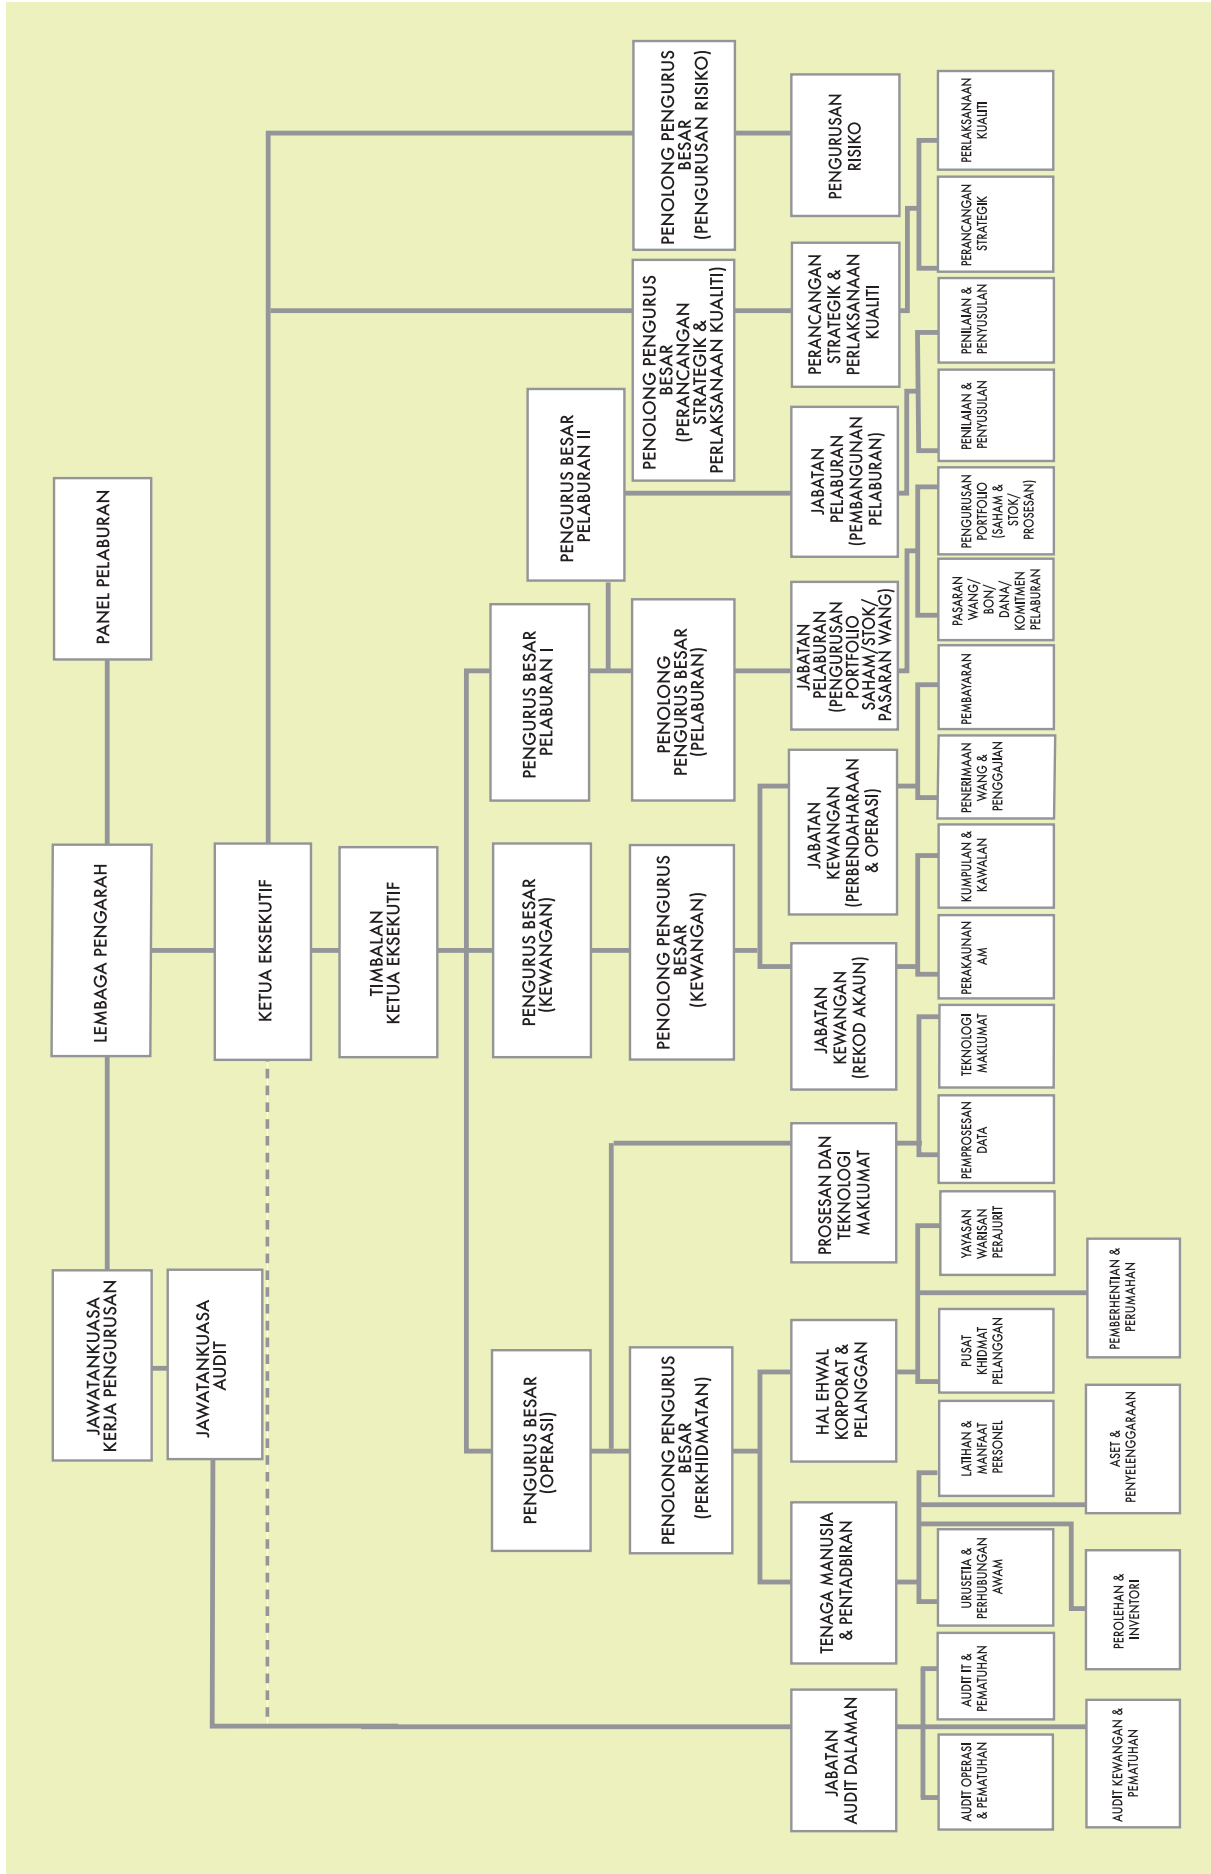 PANEL PELABURAN
LEMBAGA PENGARAH
JAWATANKUASA
KERJA PENGURUSAN
JAWATANKUASA
AUDIT
KETUA EKSEKUTIF
TIMBALAN
KETUA EKSEKUTIF
PENGURUS BESAR
(OPERASI)
PENGURUS BESAR
(KEWANGAN)
PENGURUS BESAR
PELABURAN I
PENGURUS BESAR
PELABURAN II
PENOLONG PENGURUS
BESAR
(PERKHIDMATAN)
PENOLONG PENGURUS
BESAR
(KEWANGAN)
PENOLONG
PENGURUS BESAR
(PELABURAN)
PENOLONG PENGURUS
BESAR
(PERANCANGAN
STRATEGIK &
PERLAKSANAAN KUALITI)
PENOLONG PENGURUS
BESAR
(PENGURUSAN RISIKO)
JABATAN
AUDIT DALAMAN
TENAGA MANUSIA
& PENTADBIRAN
HAL EHWAL
KORPORAT &
PELANGGAN
PROSESAN DAN
TEKNOLOGI
MAKLUMAT
JABATAN
KEWANGAN
(REKOD AKAUN)
JABATAN
KEWANGAN
(PERBENDAHARAAN
& OPERASI)
JABATAN
PELABURAN
(PENGURUSAN
PORTFOLIO
SAHAM/STOK/
PASARAN WANG)
JABATAN
PELABURAN
(PEMBANGUNAN
PELABURAN)
PERANCANGAN
STRATEGIK &
PERLAKSANAAN
KUALITI
PENGURUSAN
RISIKO
AUDIT OPERASI
& PEMATUHAN
AUDIT IT &
PEMATUHAN
URUSETIA &
PERHUBUNGAN
AWAM
LATIHAN &
MANFAAT
PERSONEL
PUSAT
KHIDMAT
PELANGGAN
YAYASAN
WARISAN
PERAJURIT
PEMPROSESAN
DATA
TEKNOLOGI
MAKLUMAT
PERAKAUNAN
AM
KUMPULAN &
KAWALAN
PENERIMAAN
WANG &
PENGGAJIAN
PEMBAYARAN
PASARAN
WANG/
BON/
DANA/
KOMITMEN
PELABURAN
PENGURUSAN
PORTFOLIO
(SAHAM &
STOK/
PROSESAN)
PENILAIAN &
PENYUSULAN
PENILAIAN &
PENYUSULAN
PERANCANGAN
STRATEGIK
PERLAKSANAAN
KUALITI
AUDIT KEWANGAN &
PEMATUHAN
PEROLEHAN &
INVENTORI
ASET &
PENYELENGGARAAN
PEMBERHENTIAN &
PERUMAHAN